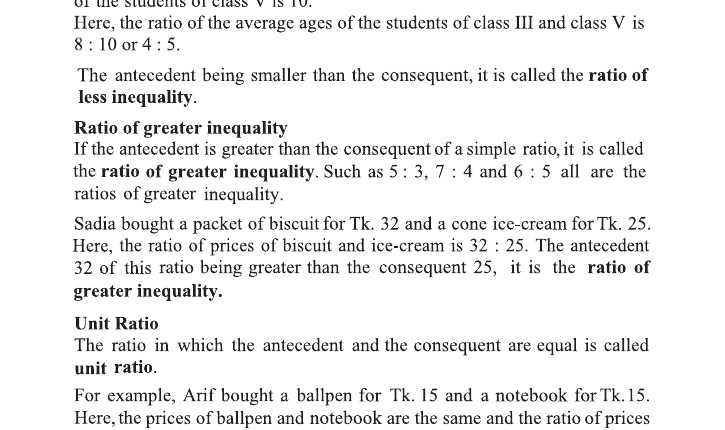 of the students of class V is 10.
Here, the ratio of the average ages of the students of class III and class V is
8 : 10 or 4 : 5.
The antecedent being smaller than the consequent, it is called the ratio of
less inequality.
Ratio of greater inequality
If the antecedent is greater than the consequent of a simple ratio, it is called
the ratio of greater inequality. Such as 5 : 3, 7 : 4 and 6 : 5 all are the
ratios of greater inequality.
Sadia bought a packet of biscuit for Tk. 32 and a cone ice-cream for Tk. 25.
Here, the ratio of prices of biscuit and ice-cream is 32 : 25. The antecedent
32 of this ratio being greater than the consequent 25, it is the ratio of
greater inequality.
Unit Ratio
The ratio in which the antecedent and the consequent are equal is called
unit ratio.
For example, Arif bought a ballpen for Tk. 15 and a notebook for Tk. 15.
Here, the prices of ballpen and notebook are the same and the ratio of prices